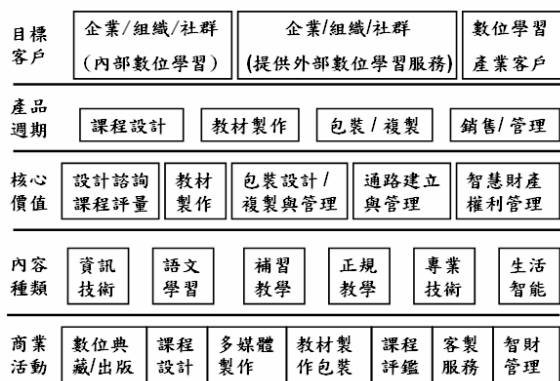 目標 企業/組織/社群 企業/組織/社群 數位學習
客戶 (內部數位學習) (提供外部數位學習服務) 產業客戶
產品
週期 課程設計 教材製作 包裝/複製 銷售/管理
核心 設計諮詢 教材 包裝設計/ 通路建立 智慧財產
價值 課程評量 製作 複製與管理 與管理 權利管理
內容 資訊 語文 補習 正規 專業 生活
種類 技術 學習 教學 教學 技術 智能
商業 數位典 課程 多媒體 教材製 課程 客製 智財
活動 藏/出版 設計 製作 作包裝 評鑑 服務 管理